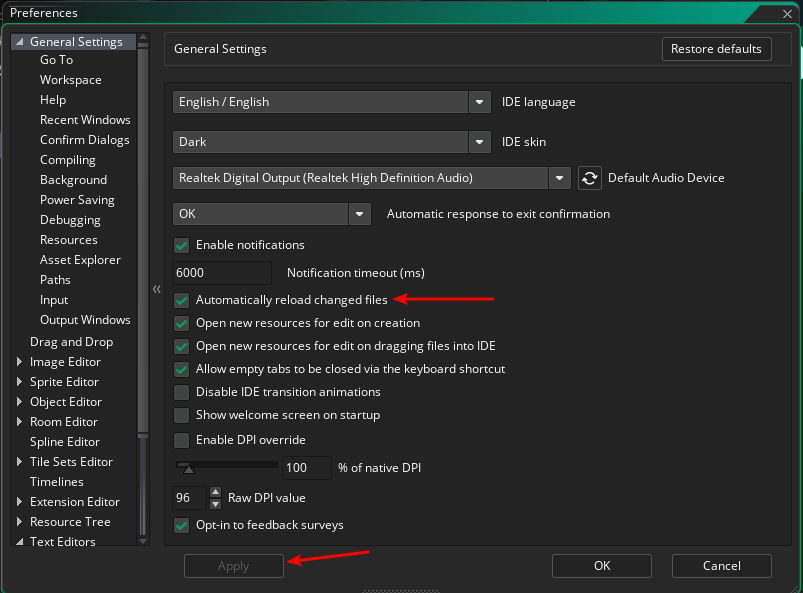 Preferences
General Settings
Go To
Workspace
Help
Recent Windows
Confirm Dialogs
Compiling
Background
Power Saving
Debugging
Resources
Asset Explorer
Paths
Input
Output Windows
Drag and Drop
Image Editor
Sprite Editor
Object Editor
Room Editor
Spline Editor
Tile Sets Editor
Timelines
Extension Editor
Resource Tree
Text Editors
General Settings
Restore defaults
English / English
IDE language
Dark
IDE skin
Realtek Digital Output (Realtek High Definition Audio)
Default Audio Device
OK
Automatic response to exit confirmation
Enable notifications
6000
Notification timeout (ms)
Automatically reload changed files
Open new resources for edit on creation
Open new resources for edit on dragging files into IDE
Allow empty tabs to be closed via the keyboard shortcut
Disable IDE transition animations
Show welcome screen on startup
Enable DPI override
100
% of native DPI
96
Raw DPI value
Opt-in to feedback surveys
Apply
OK
Cancel